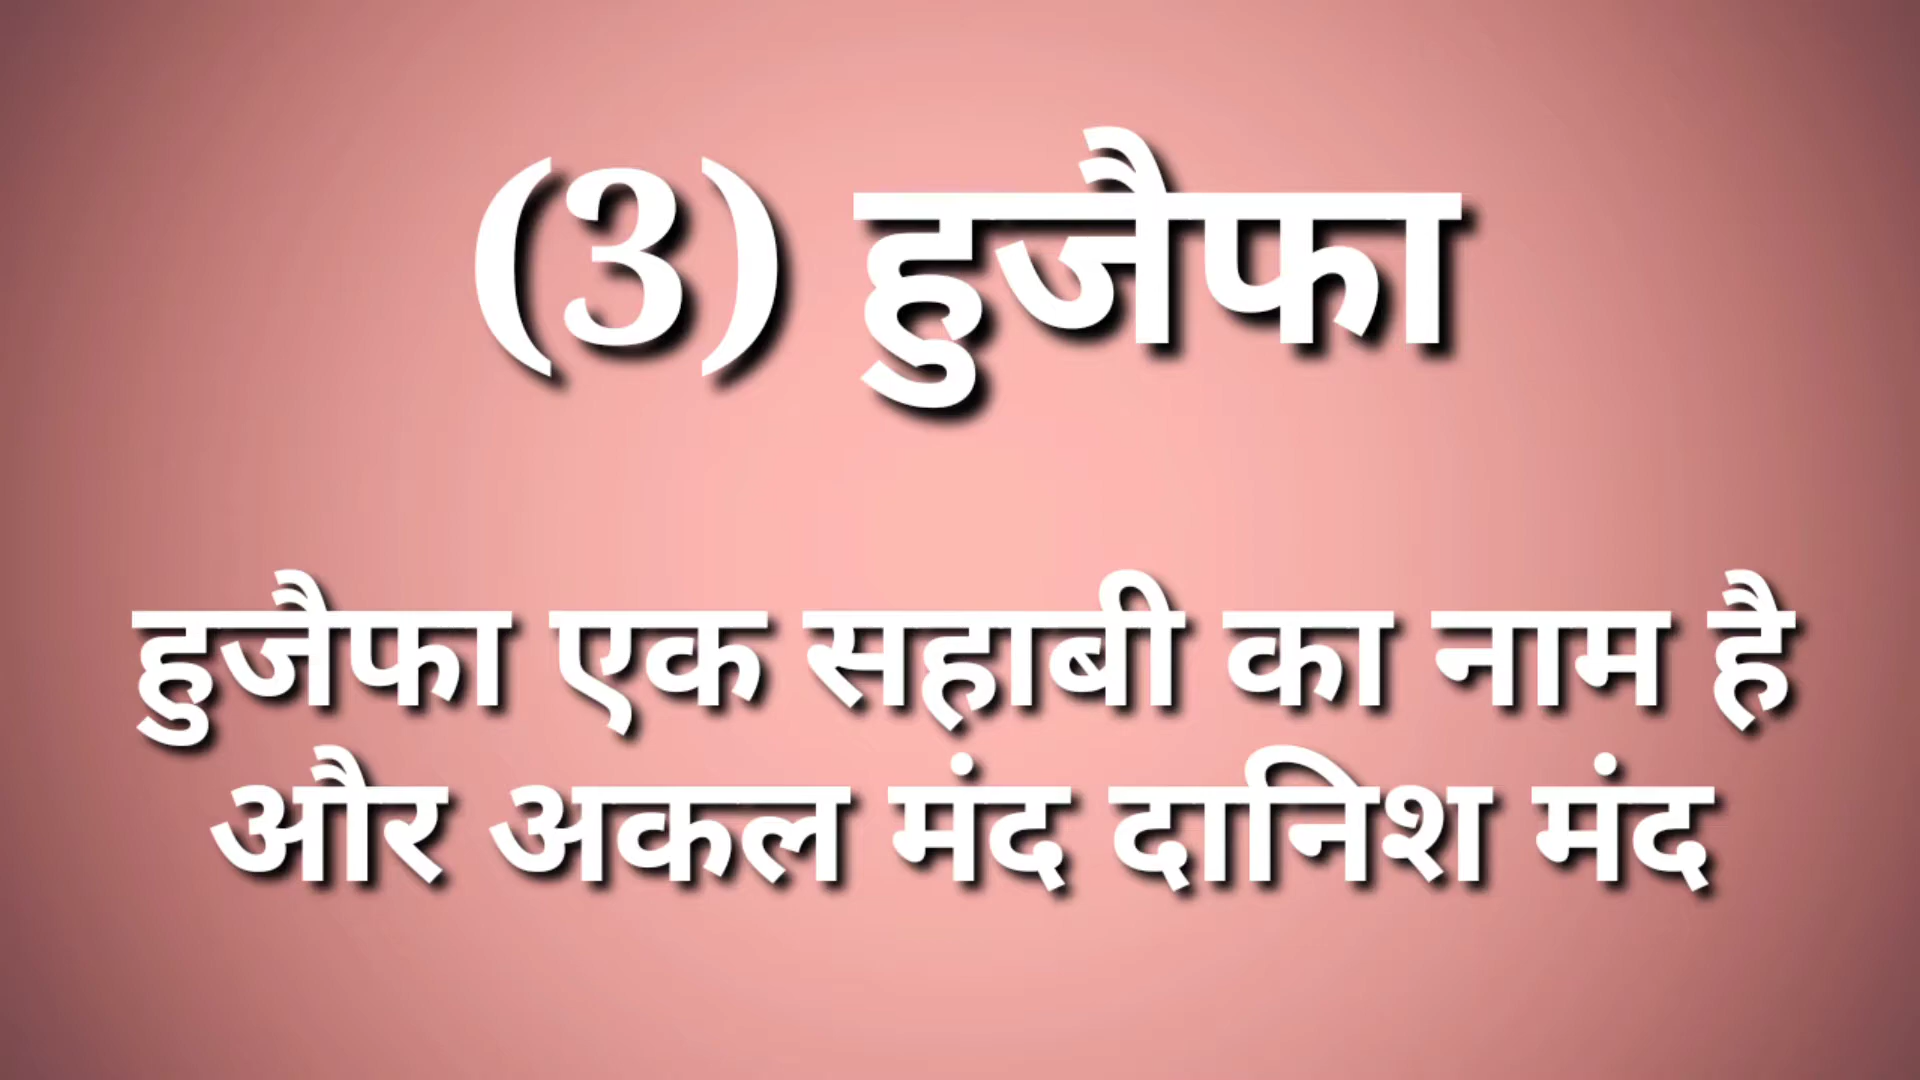 (3) हुजैफा
हुजैफा एक सहाबी का नाम है
और अकल मंद दानिश मंद